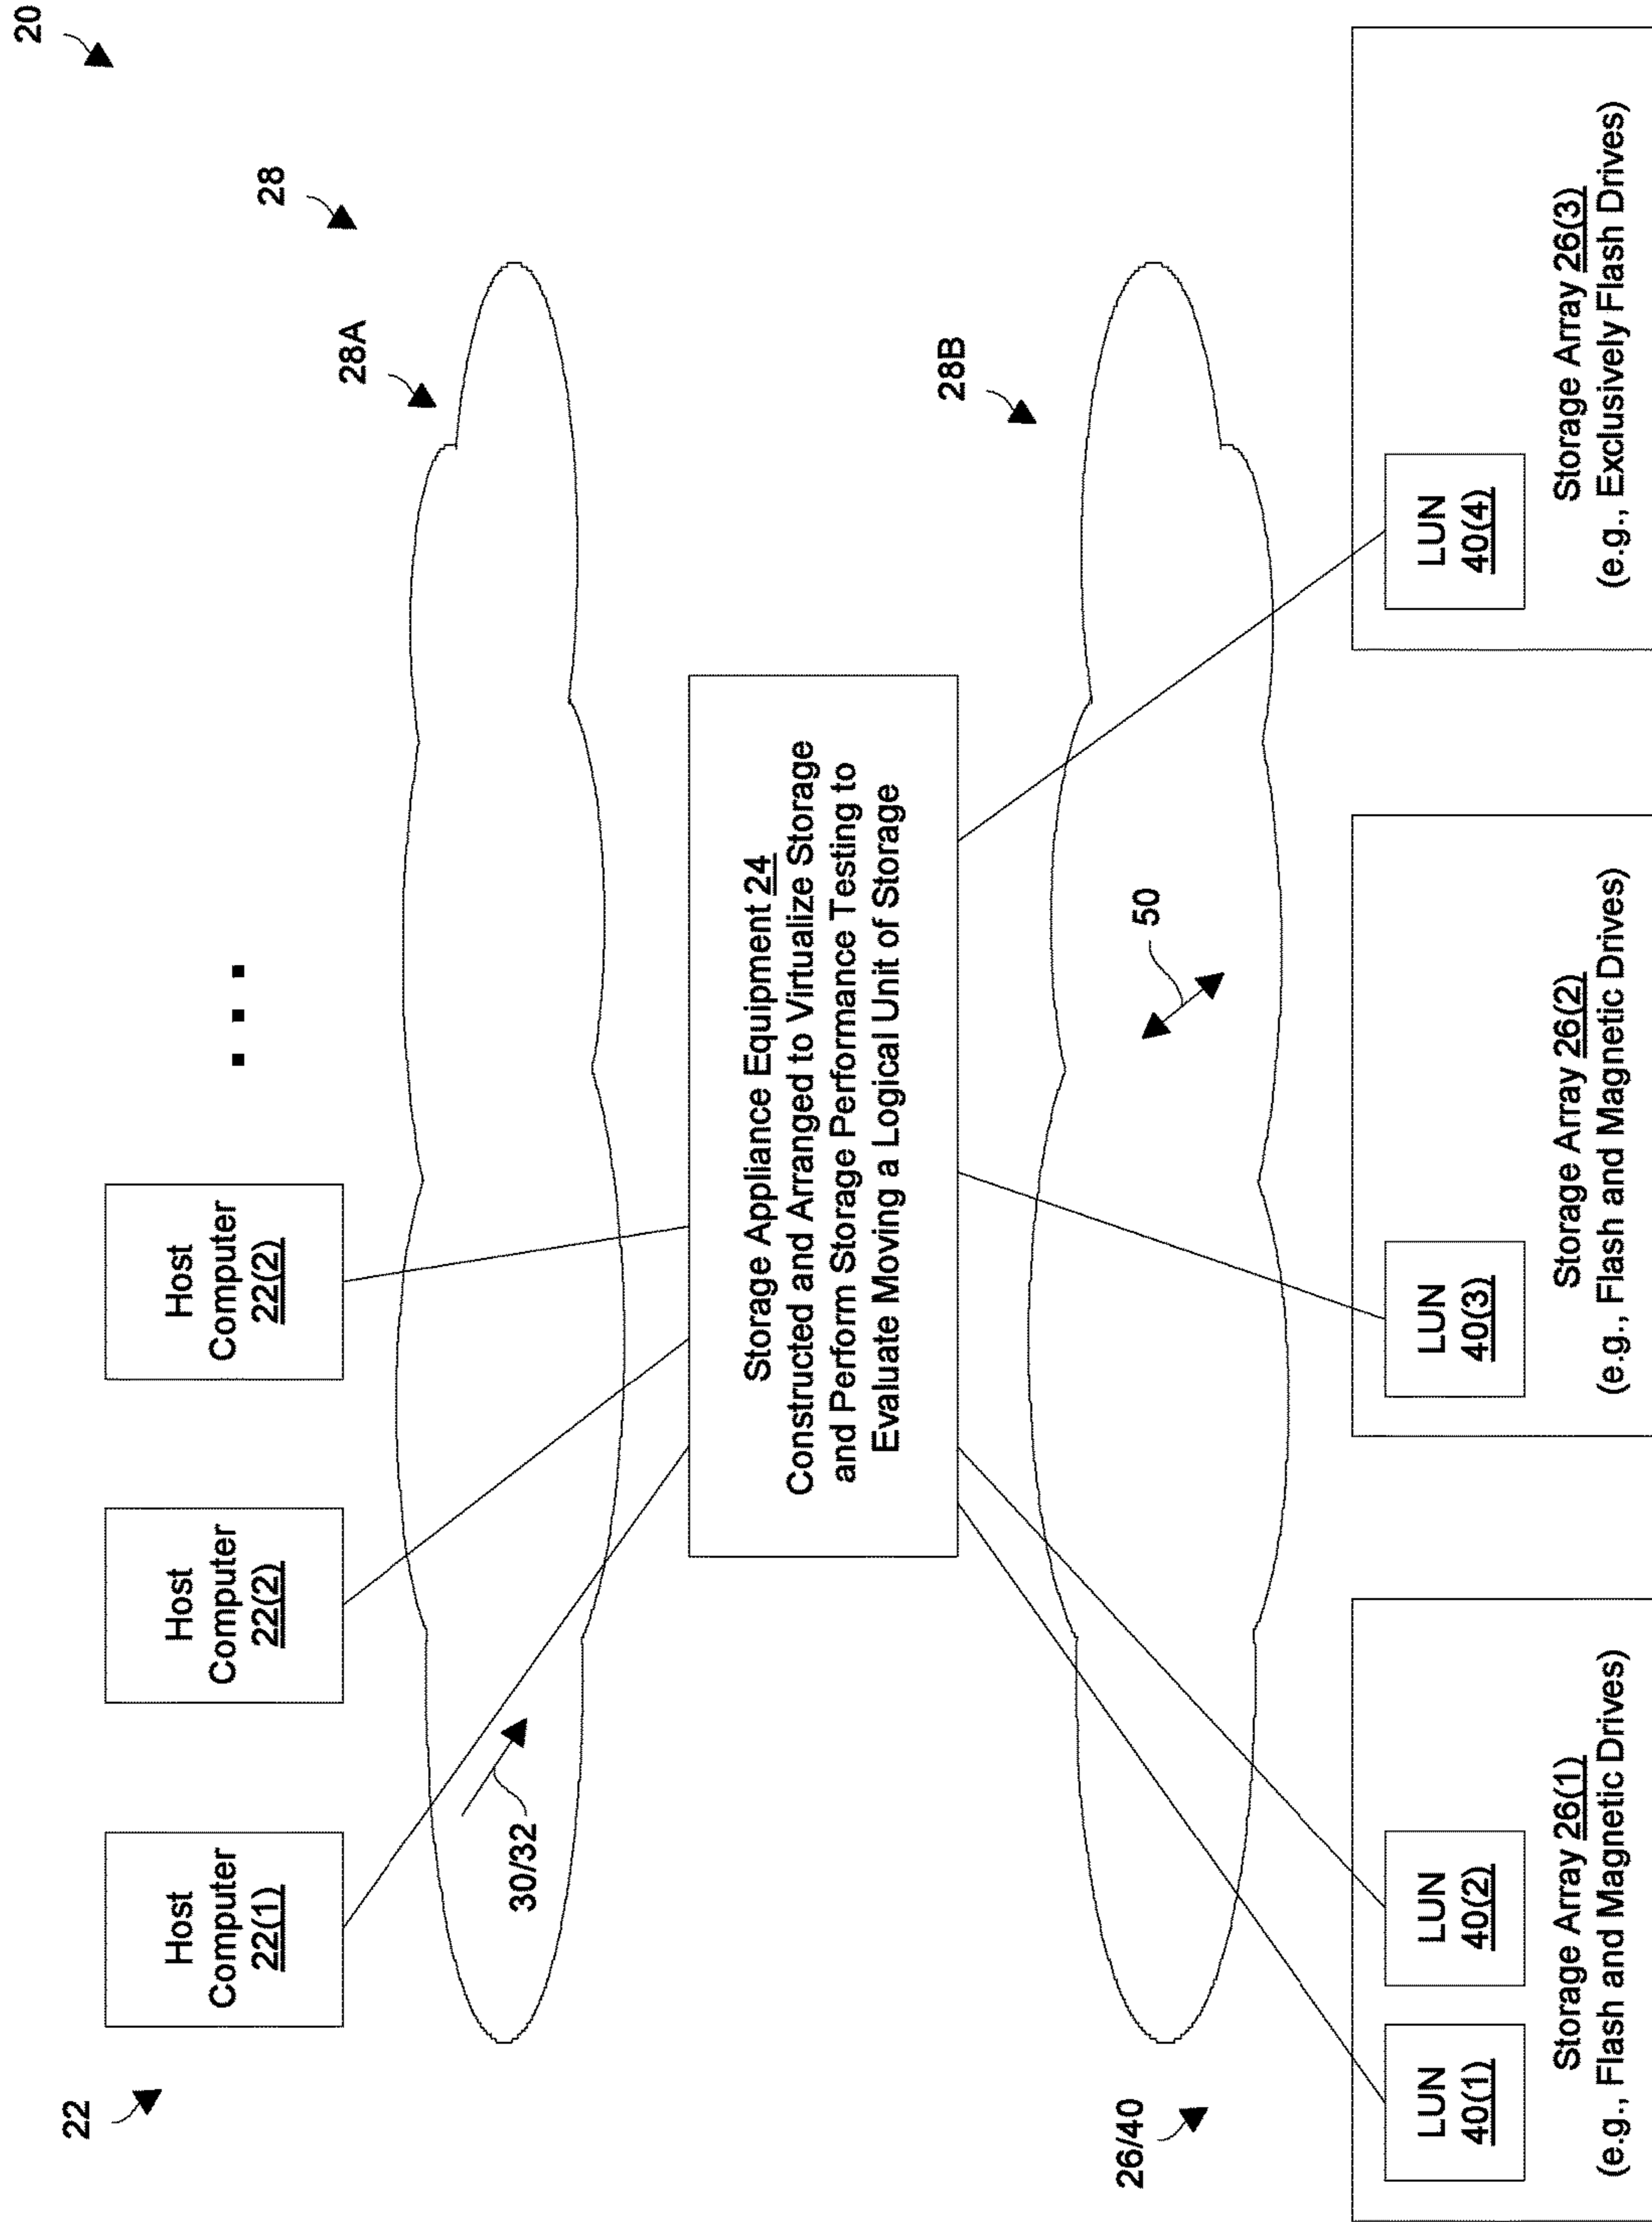 20
22
Host
Computer
22(1)
Host
Computer
22(2)
Host
Computer
22(2)
28
28A
30/32
Storage Appliance Equipment 24
Constructed and Arranged to Virtualize Storage
and Perform Storage Performance Testing to
Evaluate Moving a Logical Unit of Storage
28B
50
26/40
LUN
40(1)
LUN
40(2)
Storage Array 26(1)
(e.g., Flash and Magnetic Drives)
LUN
40(3)
Storage Array 26(2)
(e.g., Flash and Magnetic Drives)
LUN
40(4)
Storage Array 26(3)
(e.g., Exclusively Flash Drives)